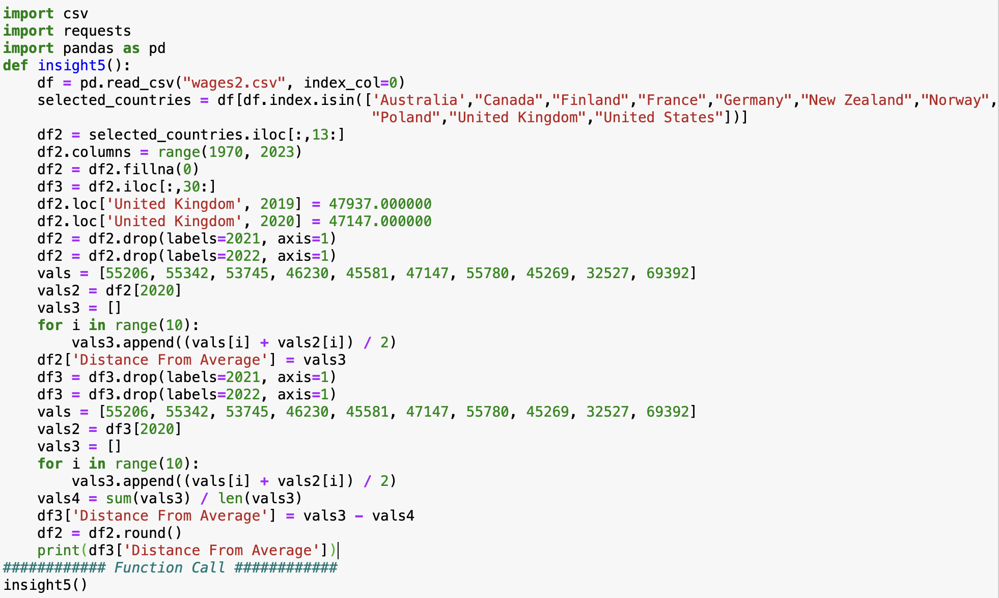 import csv
import requests
import pandas as pd
def insight5():
    df = pd.read_csv("wages2.csv", index_col=0)
    selected_countries = df[df.index.isin(['Australia',"Canada","Finland","France","Germany","New Zealand","Norway",
                                           "Poland","United Kingdom","United States"])]
    df2 = selected_countries.iloc[:,13:]
    df2.columns = range(1970, 2023)
    df2 = df2.fillna(0)
    df3 = df2.iloc[:,30:]
    df2.loc['United Kingdom', 2019] = 47937.000000
    df2.loc['United Kingdom', 2020] = 47147.000000
    df2 = df2.drop(labels=2021, axis=1)
    df2 = df2.drop(labels=2022, axis=1)
    vals = [55206, 55342, 53745, 46230, 45581, 47147, 55780, 45269, 32527, 69392]
    vals2 = df2[2020]
    vals3 = []
    for i in range(10):
        vals3.append((vals[i] + vals2[i]) / 2)
    df2['Distance From Average'] = vals3
    df3 = df3.drop(labels=2021, axis=1)
    df3 = df3.drop(labels=2022, axis=1)
    vals = [55206, 55342, 53745, 46230, 45581, 47147, 55780, 45269, 32527, 69392]
    vals2 = df3[2020]
    vals3 = []
    for i in range(10):
        vals3.append((vals[i] + vals2[i]) / 2)
    vals4 = sum(vals3) / len(vals3)
    df3['Distance From Average'] = vals3 - vals4
    df2 = df2.round()
    print(df3['Distance From Average'])
############ Function Call ############
insight5()